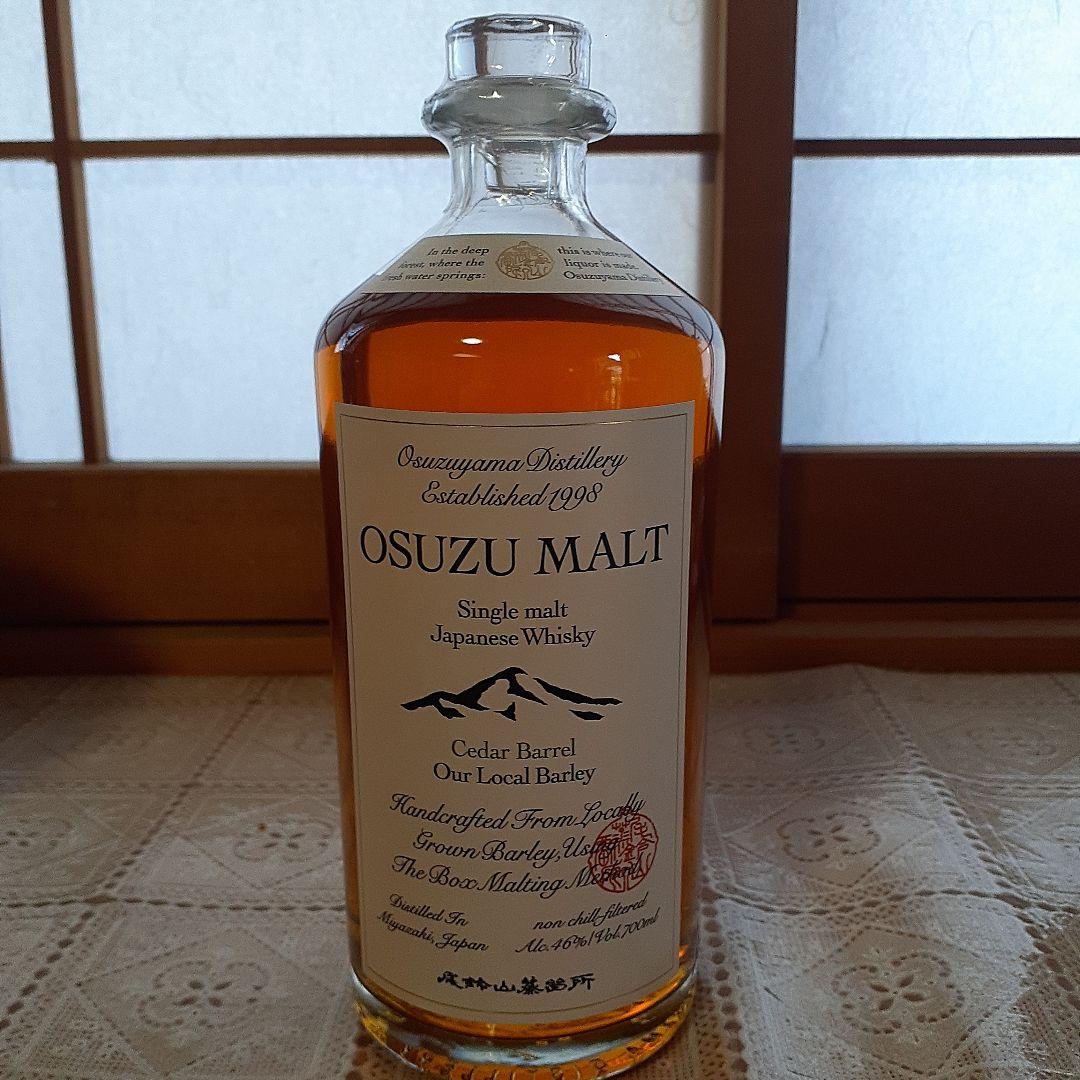 In the deep
forest, where the
fresh water springs:
this is where our
liquor is made.
Osuzuyama Distillery
Osuzuyama Distillery
Established 1998
OSUZU MALT
Single malt
Japanese Whisky
Cedar Barrel
Our Local Barley
Handcrafted From Locally
Grown Barley, Using
The Box Malting Method
Distilled In
Miyazaki, Japan
non chill-filtered
Alc.46%/Vol.700ml
尾鈴山蒸留所